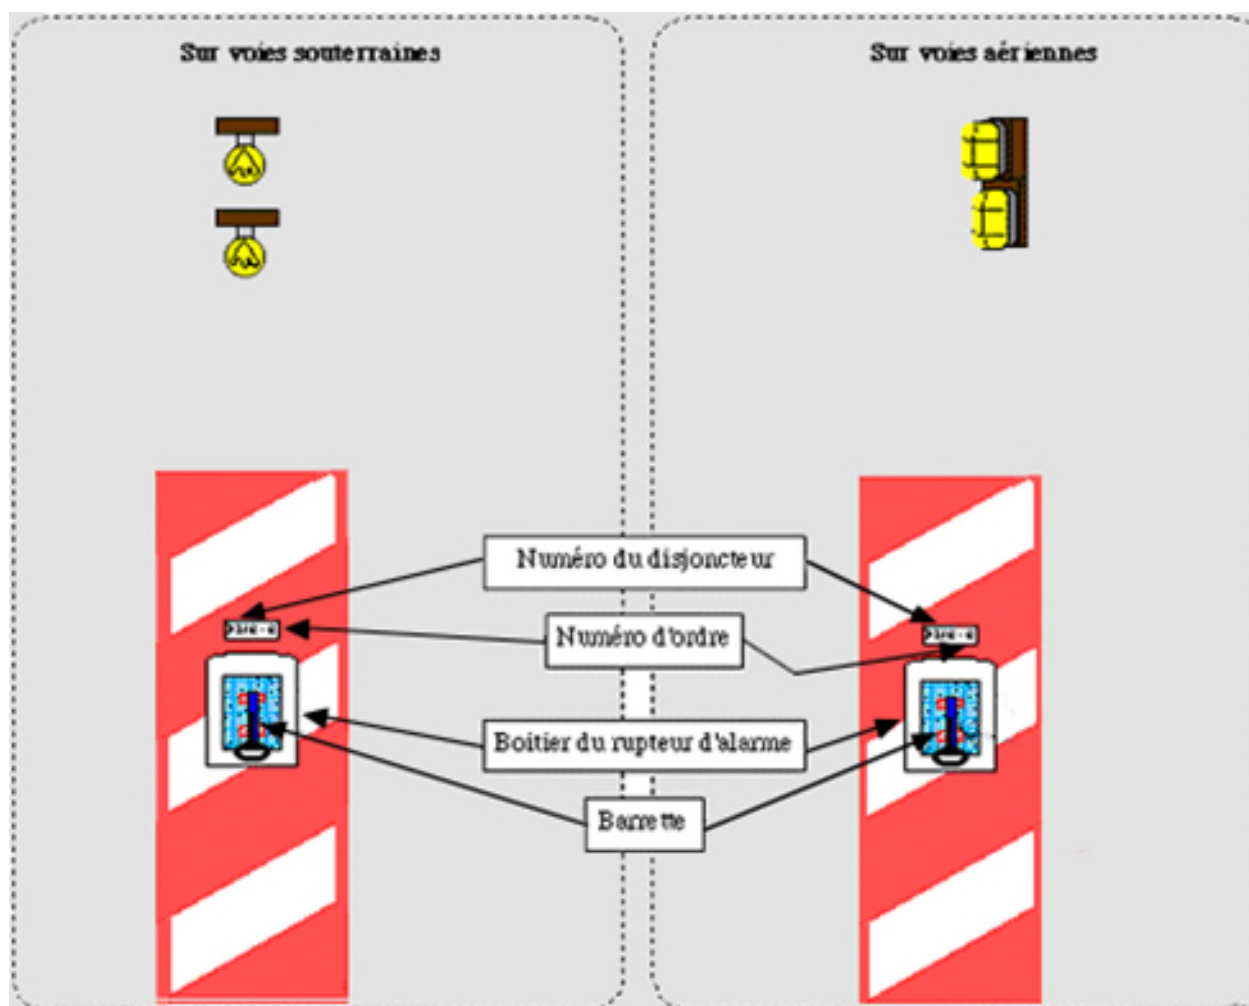 Sur voies souterraines
Sur voies aériennes
Numéro du disjoncteur
Numéro d'ordre
Boitier du rupteur d'alarme
Barrette